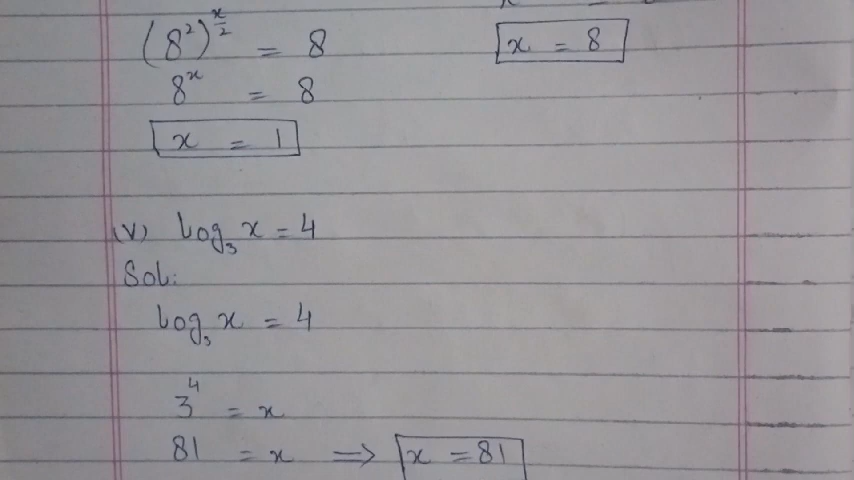 (8²)^(x/2) = 8
8^x = 8
x = 1
x = 8
(V) log₃ x = 4
Sol:
log₃ x = 4
3⁴ = x
81 = x ⇒ x = 81